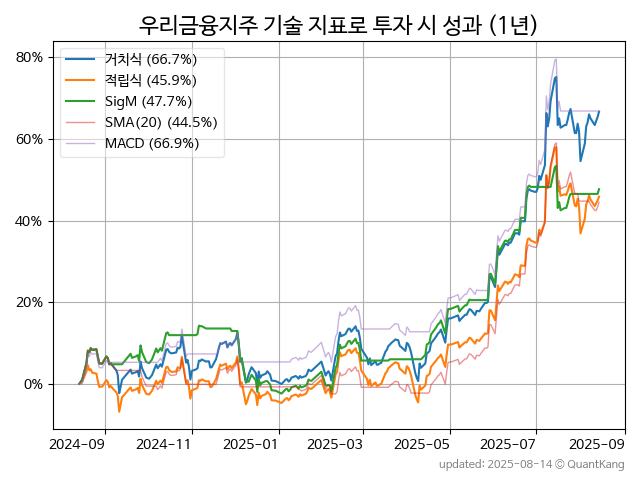 우리금융지주 기술 지표로 투자 시 성과 (1년)
거치식 (66.7%)
적립식 (45.9%)
SigM (47.7%)
SMA(20) (44.5%)
MACD (66.9%)
80%
60%
40%
20%
0%
2024-09 2024-11 2025-01 2025-03 2025-05 2025-07 2025-09
updated: 2025-08-14 © QuantKang